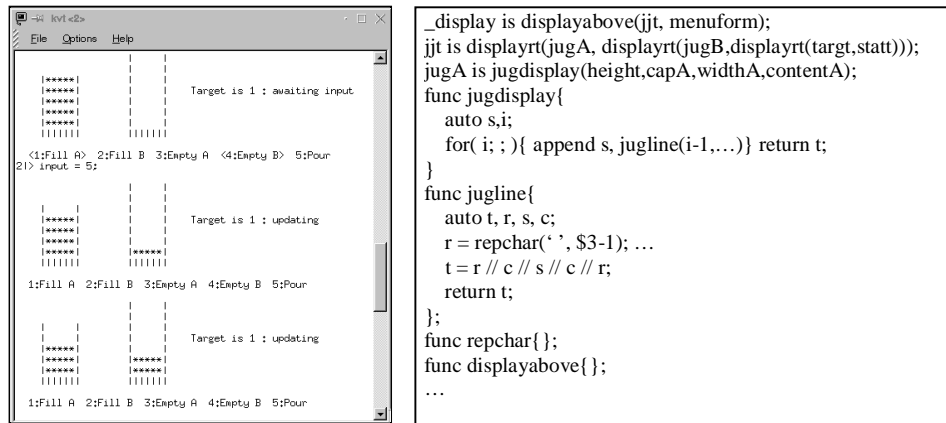 kvt <2>
File Options Help
|*****| | |
|*****| | | Target is 1 : awaiting input
|*****| | |
|*****| | |
|*****| | |
||||||| |||||||
<1:Fill A> 2:Fill B 3:Empty A <4:Empty B> 5:Pour
2!> input = 5;
| | | |
|*****| | | Target is 1 : updating
|*****| | |
|*****| | |
|*****| |*****|
||||||| |||||||
1:Fill A 2:Fill B 3:Empty A 4:Empty B 5:Pour
| | | | Target is 1 : updating
| | | |
|*****| | |
|*****| |*****|
|*****| |*****|
||||||| |||||||
1:Fill A 2:Fill B 3:Empty A 4:Empty B 5:Pour
_display is displayabove(jjt, menuform);
jjt is displayrt(jugA, displayrt(jugB,displayrt(targt,statt)));
jugA is jugdisplay(height,capA,widthA,contentA);
func jugdisplay{
auto s,i;
for( i; ; ){ append s, jugline(i-1,…)} return t;
}
func jugline{
auto t, r, s, c;
r = repchar(‘ ’, $3-1); …
t = r // c // s // c // r;
return t;
};
func repchar{};
func displayabove{};
…